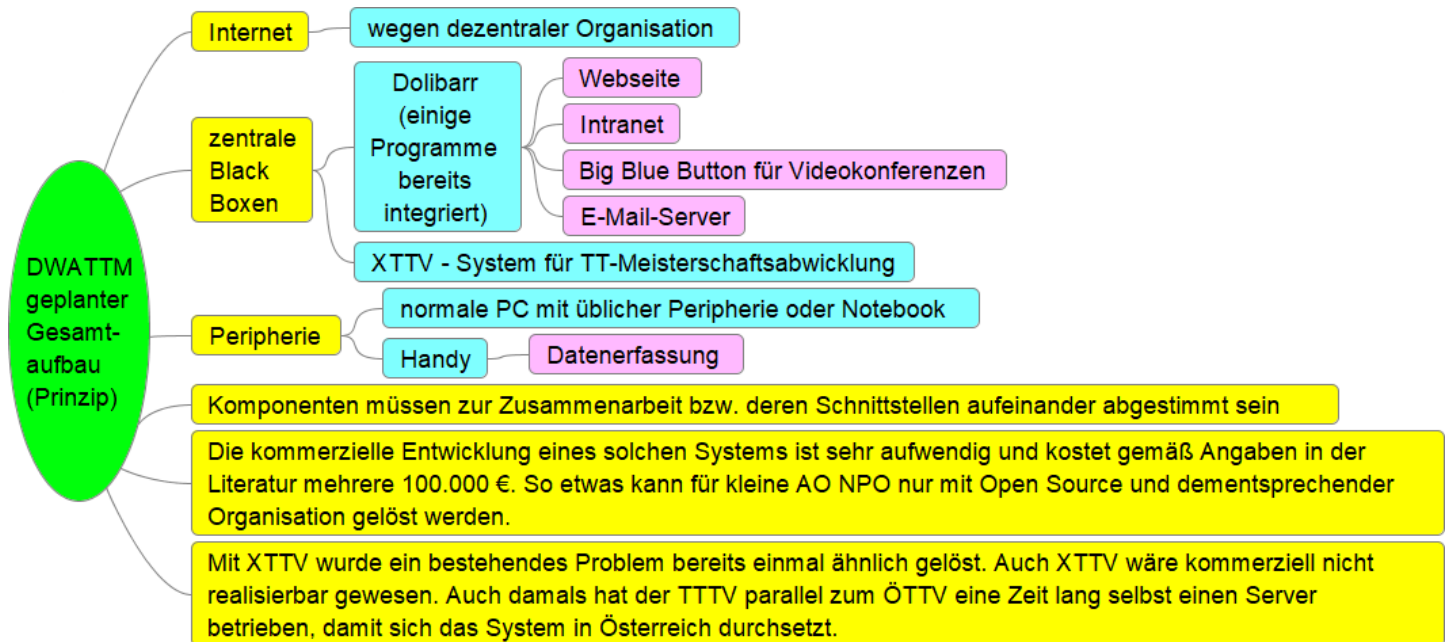 DWATTM
geplanter
Gesamt-
aufbau
(Prinzip)
Internet
wegen dezentraler Organisation
zentrale
Black
Boxen
Dolibarr
(einige
Programme
bereits
integriert)
Webseite
Intranet
Big Blue Button für Videokonferenzen
E-Mail-Server
XTTV - System für TT-Meisterschaftsabwicklung
Peripherie
normale PC mit üblicher Peripherie oder Notebook
Handy
Datenerfassung
Komponenten müssen zur Zusammenarbeit bzw. deren Schnittstellen aufeinander abgestimmt sein
Die kommerzielle Entwicklung eines solchen Systems ist sehr aufwendig und kostet gemäß Angaben in der
Literatur mehrere 100.000 €. So etwas kann für kleine AO NPO nur mit Open Source und dementsprechender
Organisation gelöst werden.
Mit XTTV wurde ein bestehendes Problem bereits einmal ähnlich gelöst. Auch XTTV wäre kommerziell nicht
realisierbar gewesen. Auch damals hat der TTTV parallel zum ÖTTV eine Zeit lang selbst einen Server
betrieben, damit sich das System in Österreich durchsetzt.